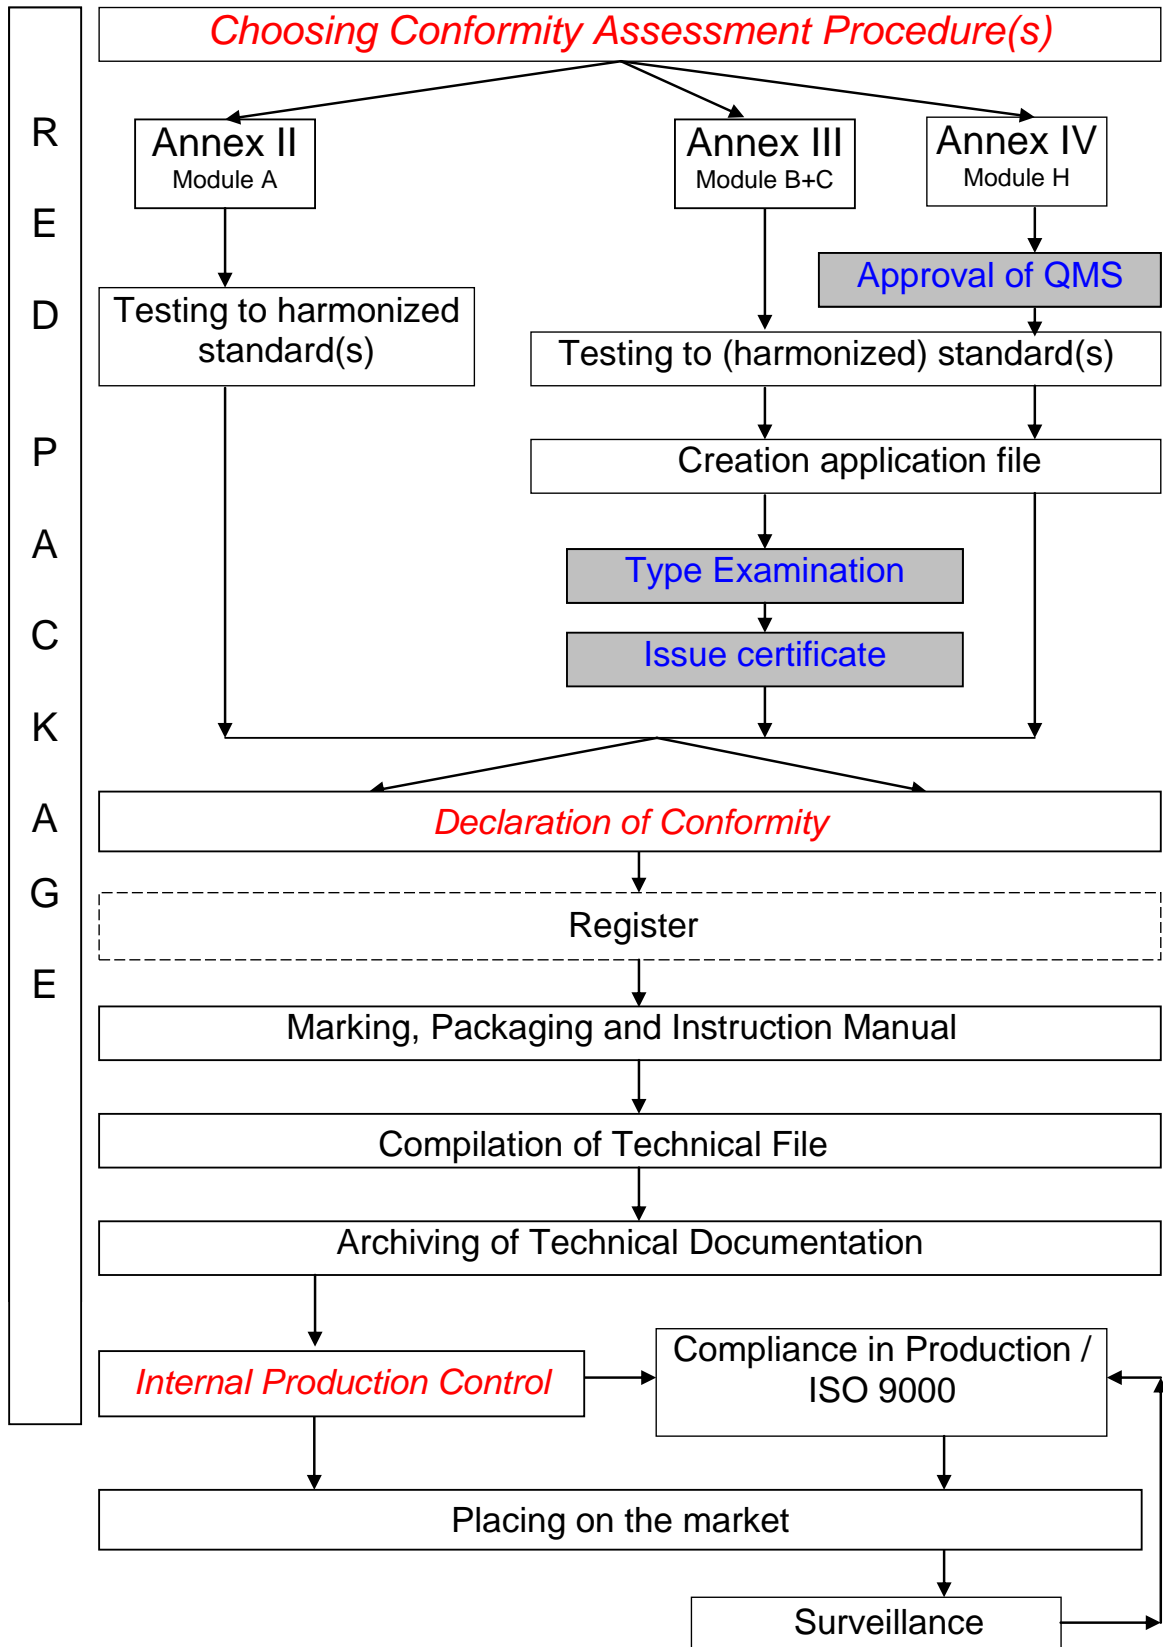 Choosing Conformity Assessment Procedure(s)
R
E
D
P
A
C
K
A
G
E
Annex II
Module A
Annex III
Module B+C
Annex IV
Module H
Approval of QMS
Testing to harmonized
standard(s)
Testing to (harmonized) standard(s)
Creation application file
Type Examination
Issue certificate
Declaration of Conformity
Register
Marking, Packaging and Instruction Manual
Compilation of Technical File
Archiving of Technical Documentation
Internal Production Control
Compliance in Production /
ISO 9000
Placing on the market
Surveillance